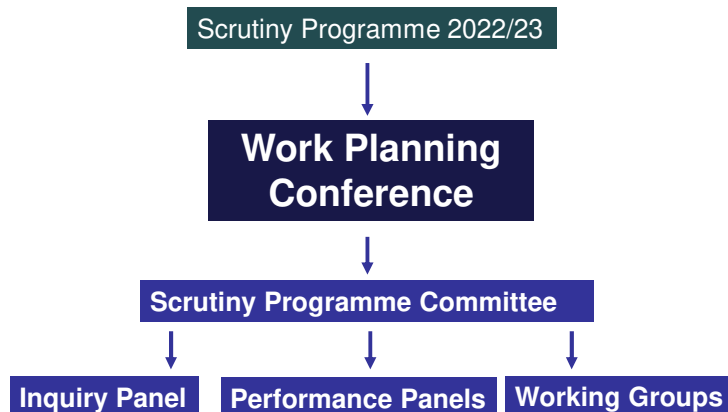 Scrutiny Programme 2022/23
Work Planning
Conference
Scrutiny Programme Committee
Inquiry Panel
Performance Panels
Working Groups